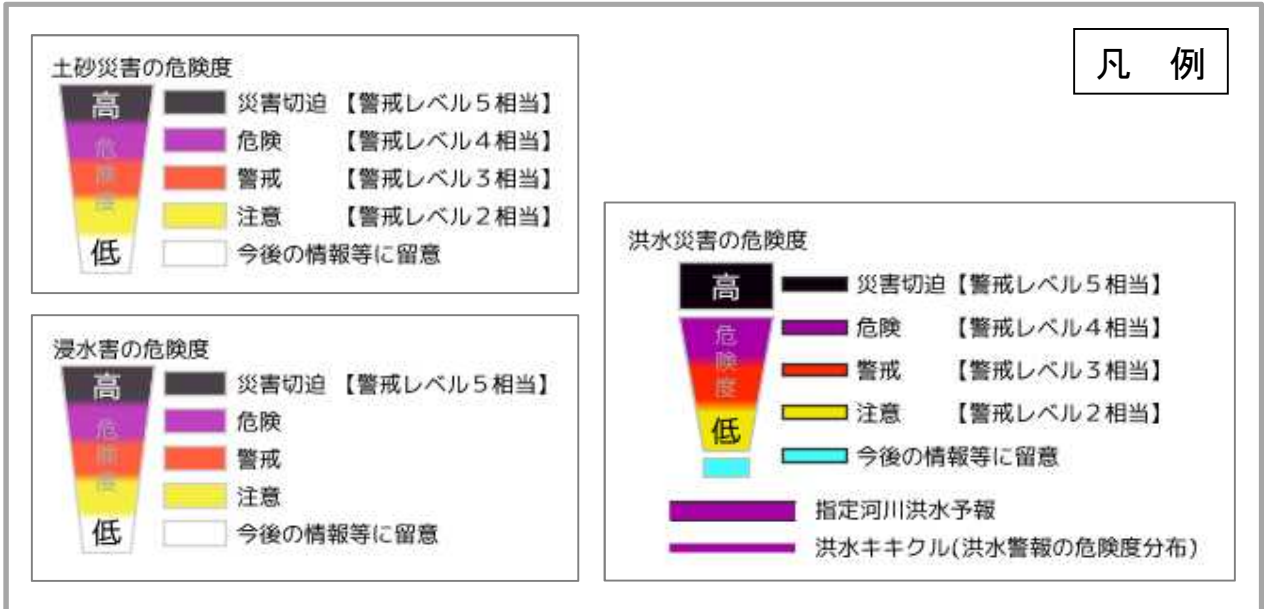 凡 例
土砂災害の危険度
高
危険度
低
災害切迫【警戒レベル5相当】
危険 【警戒レベル4相当】
警戒 【警戒レベル3相当】
注意 【警戒レベル2相当】
今後の情報等に留意
浸水害の危険度
高
危険度
低
災害切迫【警戒レベル5相当】
危険
警戒
注意
今後の情報等に留意
洪水災害の危険度
高
危険度
低
災害切迫【警戒レベル5相当】
危険 【警戒レベル4相当】
警戒 【警戒レベル3相当】
注意 【警戒レベル2相当】
今後の情報等に留意
指定河川洪水予報
洪水キキクル(洪水警報の危険度分布)